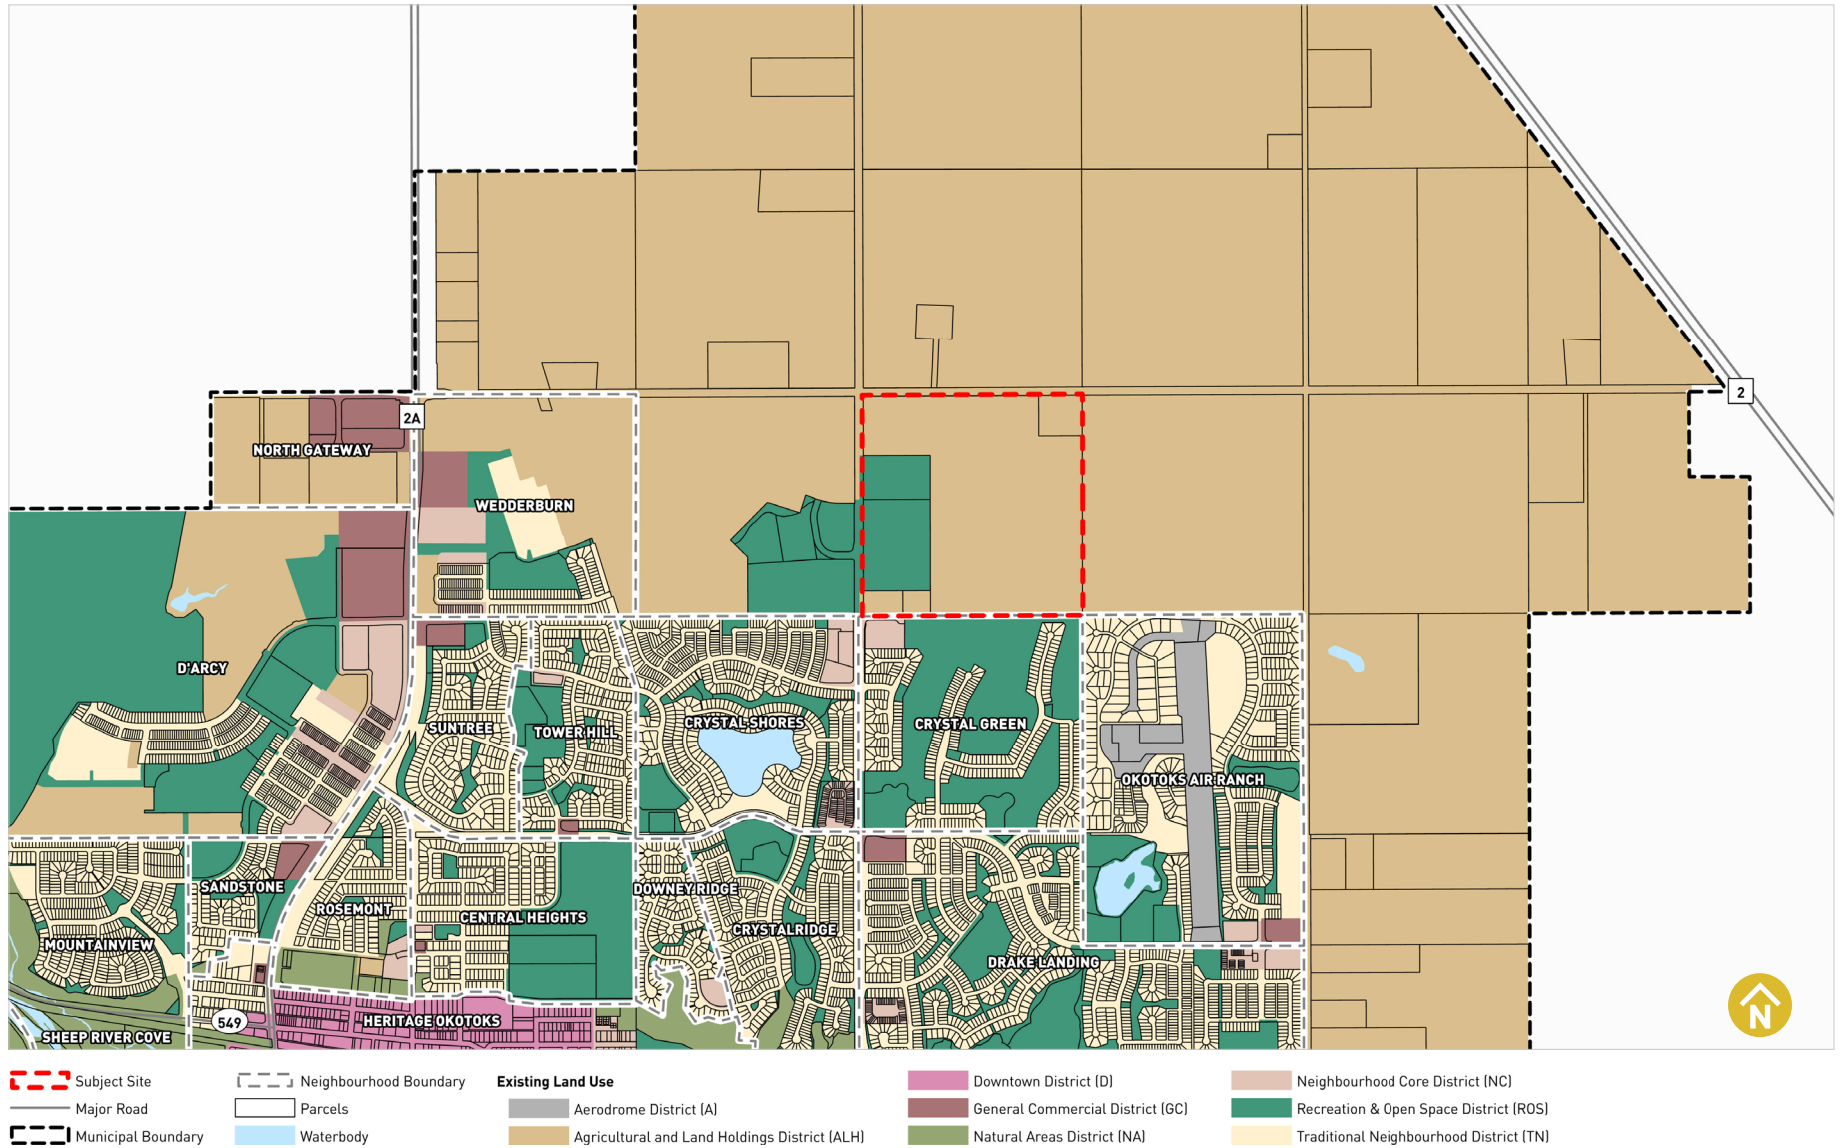 2
2A
NORTH GATEWAY
WEDDERBURN
D'ARCY
SUNTREE
TOWER HILL
CRYSTAL SHORES
CRYSTAL GREEN
OKOTOKS AIR RANCH
SANDSTONE
ROSEMONT
CENTRAL HEIGHTS
DOWNEY RIDGE
CRYSTALRIDGE
MOUNTAINVIEW
DRAKE LANDING
549
HERITAGE OKOTOKS
SHEEP RIVER COVE
N
Subject Site
Major Road
Municipal Boundary
Neighbourhood Boundary
Parcels
Waterbody
Existing Land Use
Aerodrome District (A)
Agricultural and Land Holdings District (ALH)
Downtown District (D)
General Commercial District (GC)
Natural Areas District (NA)
Neighbourhood Core District (NC)
Recreation & Open Space District (ROS)
Traditional Neighbourhood District (TN)